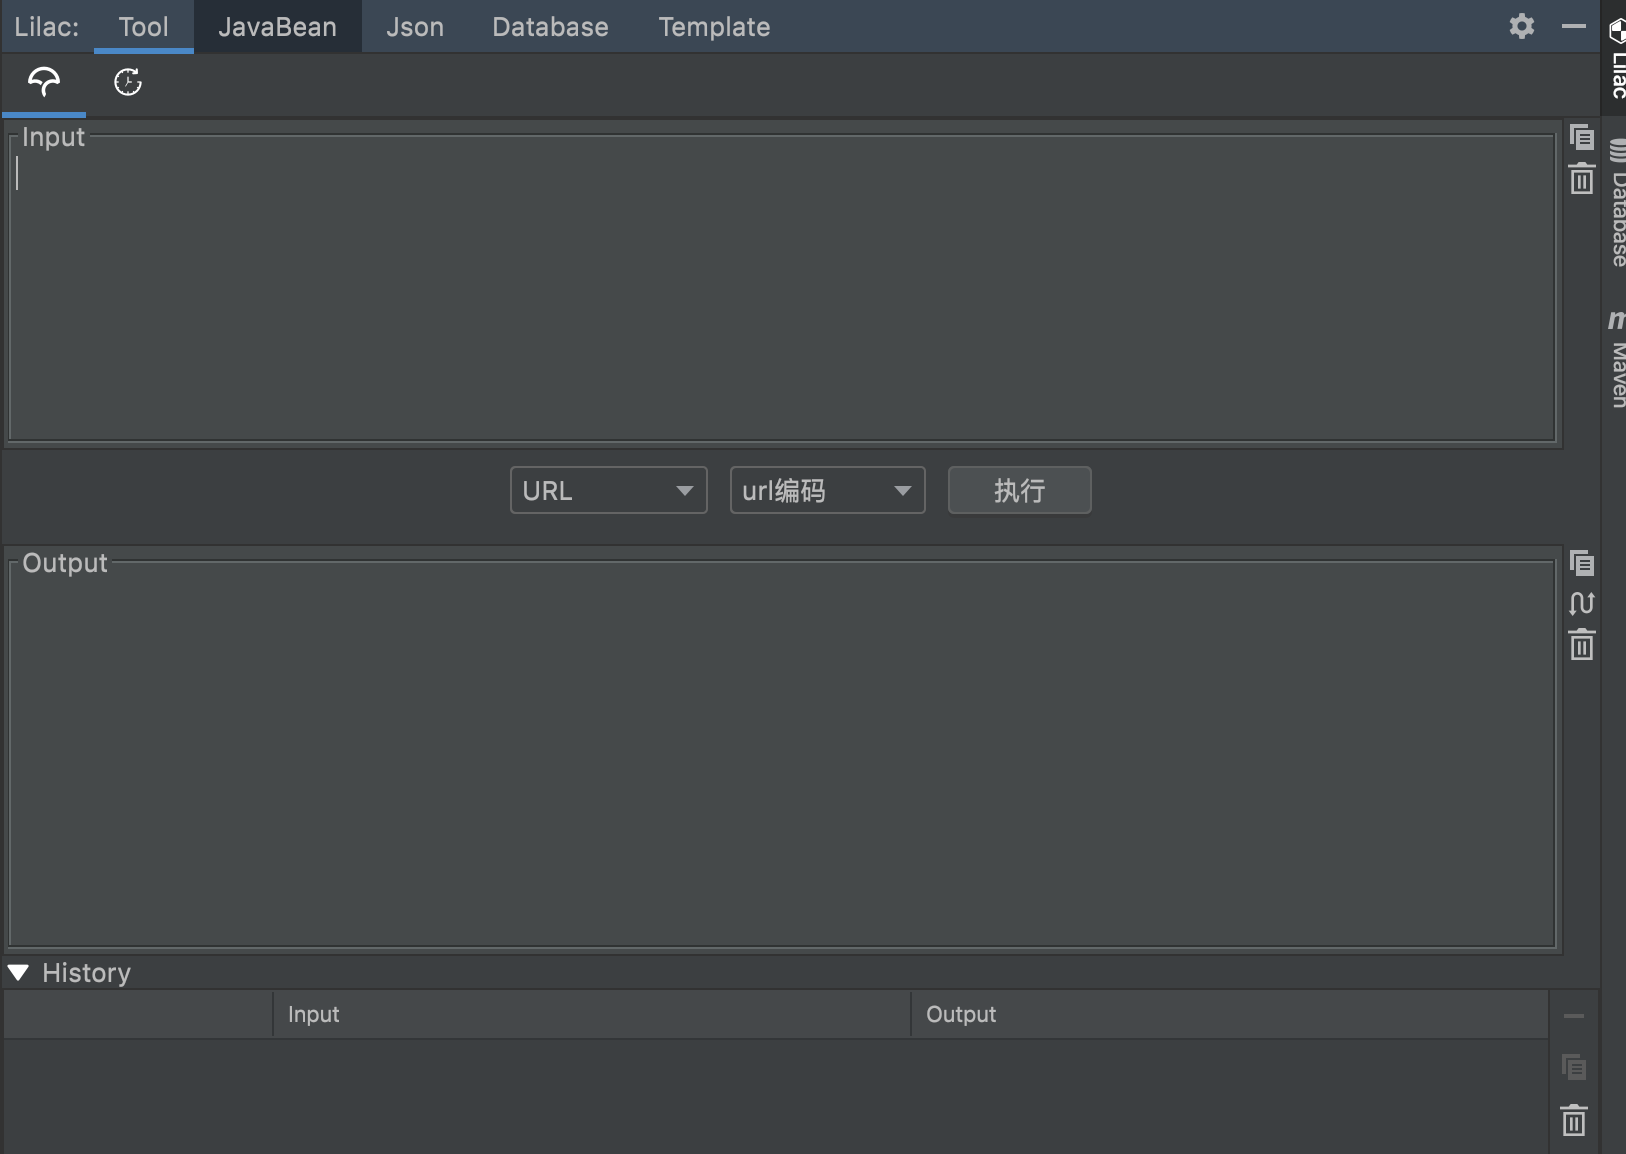 Lilac: Tool JavaBean Json Database Template
Lilac
Database
Maven
Input
URL url编码 执行
Output
History
Input Output